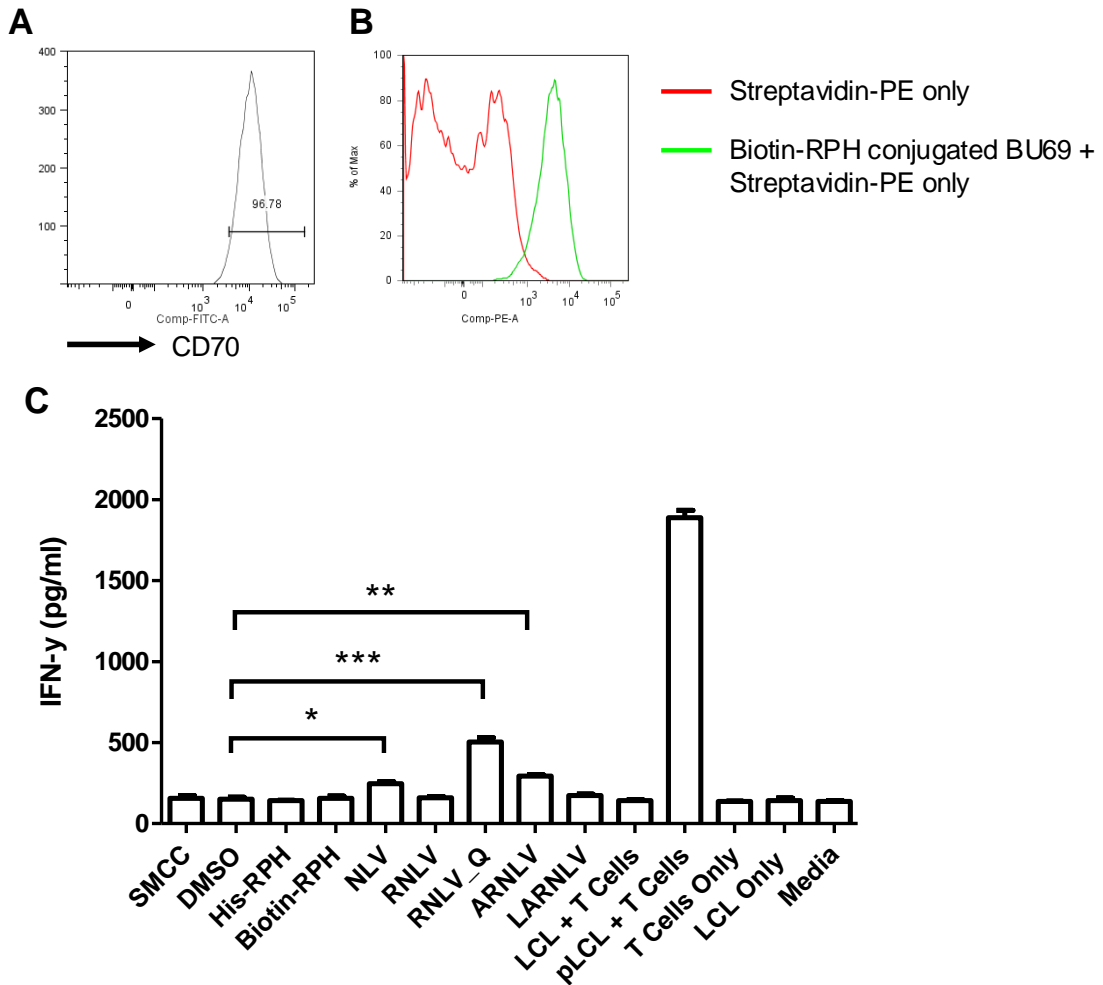 A
400
300
200
100
96.78
0
10^3
10^4
10^5
Comp-FITC-A
CD70
B
100
80
60
40
20
0
% of Max
0
10^3
10^4
10^5
Comp-PE-A
Streptavidin-PE only
Biotin-RPH conjugated BU69 +
Streptavidin-PE only
C
2500
2000
1500
1000
500
0
IFN-y (pg/ml)
**
***
*
SMCC
DMSO
His-RPH
Biotin-RPH
NLV
RNLV
RNLV_Q
ARNLV
LARNLV
LCL + T Cells
pLCL + T Cells
T Cells Only
LCL Only
Media